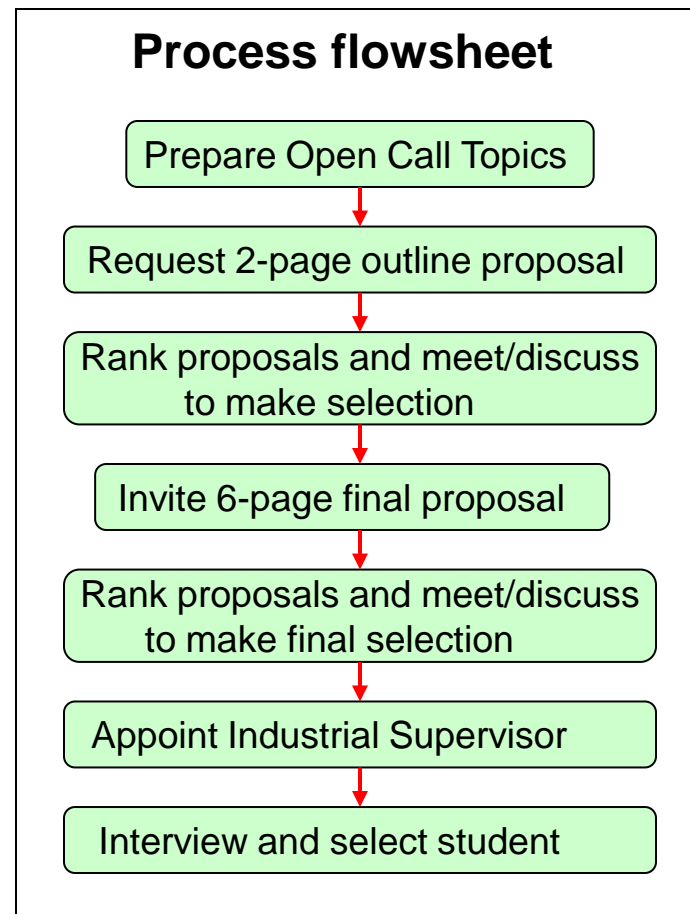 Process flowsheet
Prepare Open Call Topics
Request 2-page outline proposal
Rank proposals and meet/discuss
to make selection
Invite 6-page final proposal
Rank proposals and meet/discuss
to make final selection
Appoint Industrial Supervisor
Interview and select student